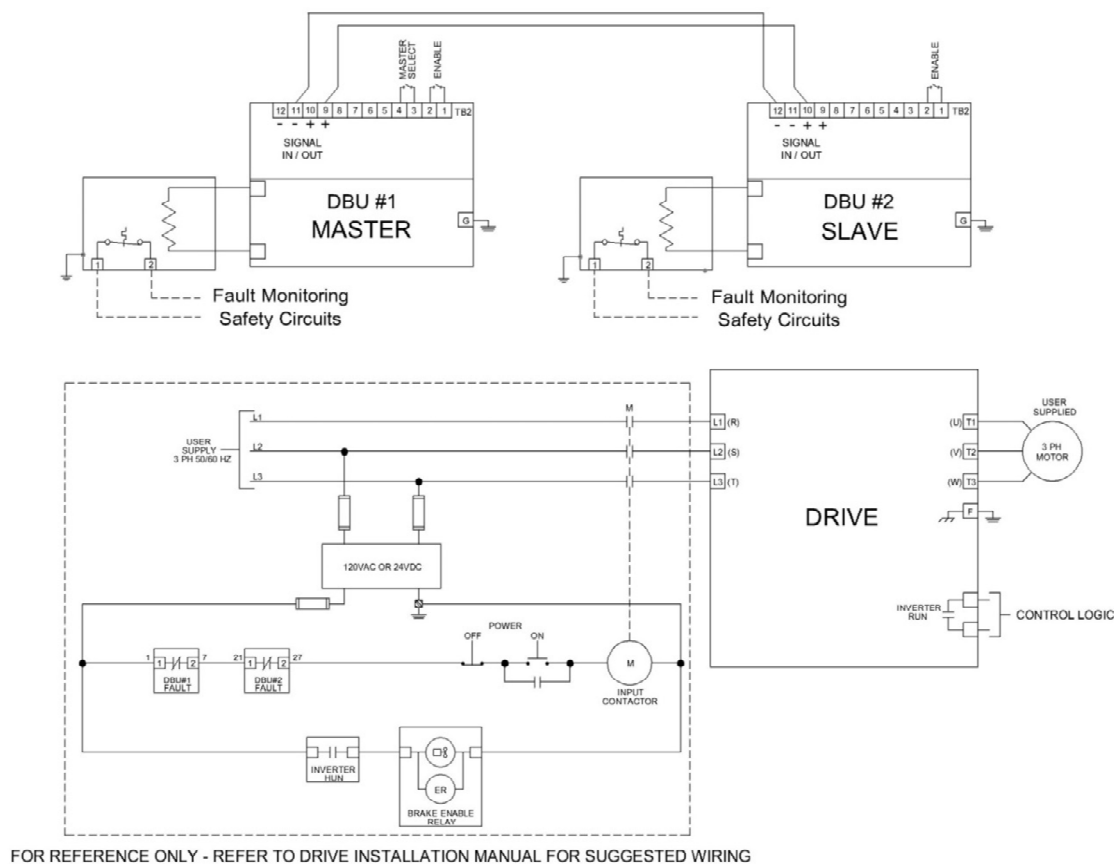 MASTER
SELECT
ENABLE
ENABLE
12 11 10 9 8 7 6 5 4 3 2 1 TB2
- - + +
SIGNAL
IN / OUT
DBU #1
MASTER
G
1 2
Fault Monitoring
Safety Circuits
12 11 10 9 8 7 6 5 4 3 2 1 TB2
- - + +
SIGNAL
IN / OUT
DBU #2
SLAVE
G
1 2
Fault Monitoring
Safety Circuits
USER
SUPPLY
3 PH 50/60 HZ
L1
L2
L3
M
L1 (R)
L2 (S)
L3 (T)
DRIVE
(U) T1
(V) T2
(W) T3
F
USER
SUPPLIED
3 PH
MOTOR
INVERTER
RUN
CONTROL LOGIC
120VAC OR 24VDC
POWER
OFF ON
1 1 2 7
DBU#1
FAULT
21 1 2 27
DBU#2
FAULT
M
INPUT
CONTACTOR
INVERTER
HUN
ER
BRAKE ENABLE
RELAY
FOR REFERENCE ONLY - REFER TO DRIVE INSTALLATION MANUAL FOR SUGGESTED WIRING